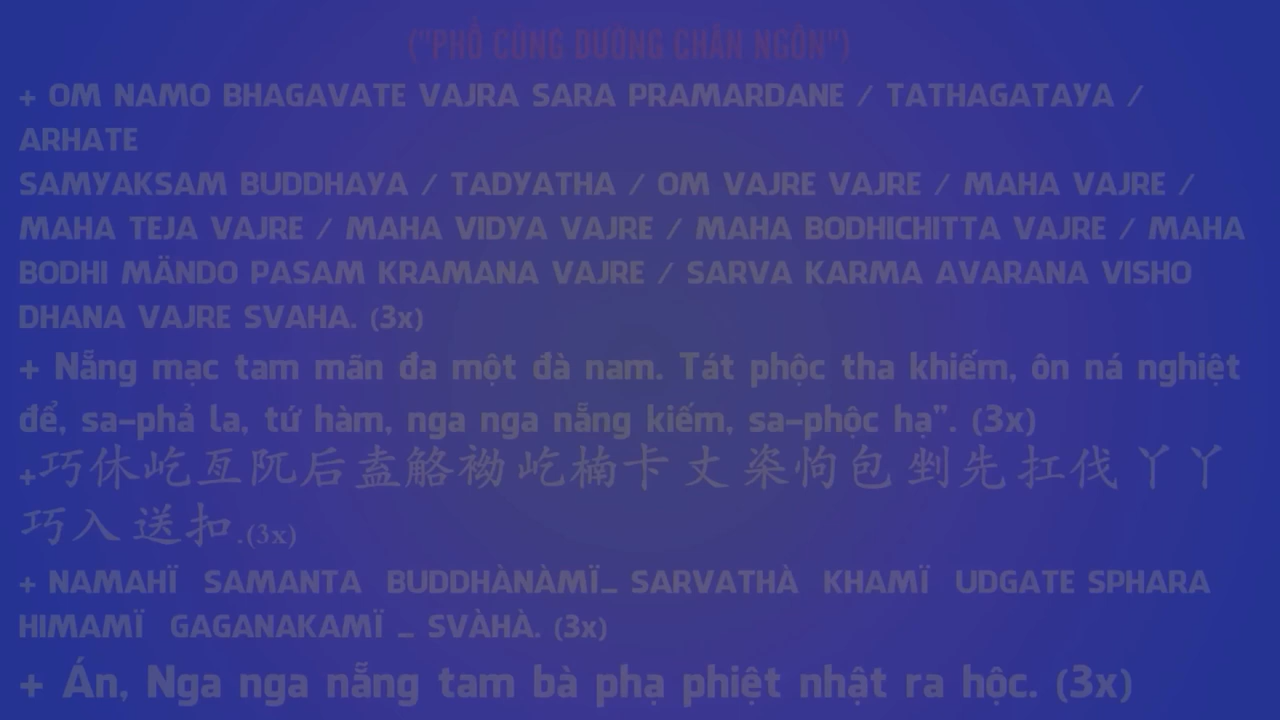 ("PHỔ CÚNG DƯỜNG CHÂN NGÔN")
+ OM NAMO BHAGAVATE VAJRA SARA PRAMARDANE / TATHAGATAYA /
ARHATE
SAMYAKSAM BUDDHAYA / TADYATHA / OM VAJRE VAJRE / MAHA VAJRE /
MAHA TEJA VAJRE / MAHA VIDYA VAJRE / MAHA BODHICHITTA VAJRE / MAHA
BODHI MÄNDO PASAM KRAMANA VAJRE / SARVA KARMA AVARANA VISHO
DHANA VAJRE SVAHA. (3x)
+ Nẵng mạc tam mãn đa một đà nam. Tát phộc tha khiếm, ôn ná nghiệt
để, sa-phả la, tứ hàm, nga nga nẵng kiếm, sa-phộc hạ". (3x)
+巧休屹亙阢后盍觡袎屹楠卡丈栥怐包剉先扛伐丫丫
巧入送扣.(3x)
+ NAMAHÏ SAMANTA BUDDHÀNÀMÏ_ SARVATHÀ KHAMÏ UDGATE SPHARA
HIMAMÏ GAGANAKAMÏ _ SVÀHÀ. (3x)
+ Án, Nga nga nẵng tam bà phạ phiệt nhật ra hộc. (3x)